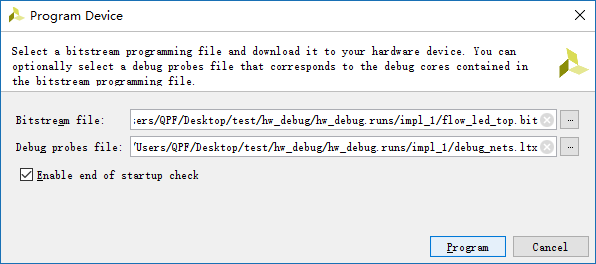 Program Device
Select a bitstream programming file and download it to your hardware device. You can
optionally select a debug probes file that corresponds to the debug cores contained in
the bitstream programming file.
Bitstream file: :ers/QPF/Desktop/test/hw_debug/hw_debug.runs/impl_1/flow_led_top.bit ...
Debug probes file: 'Users/QPF/Desktop/test/hw_debug/hw_debug.runs/impl_1/debug_nets.ltx ...
Enable end of startup check
Program Cancel